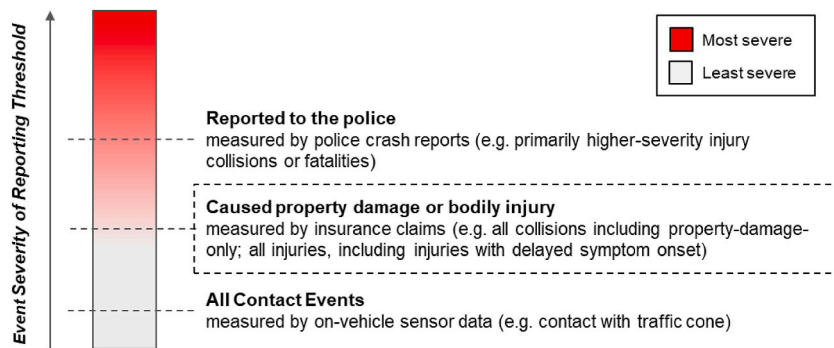 Event Severity of Reporting Threshold
Most severe
Least severe
Reported to the police
measured by police crash reports (e.g. primarily higher-severity injury
collisions or fatalities)
Caused property damage or bodily injury
measured by insurance claims (e.g. all collisions including property-damage-
only; all injuries, including injuries with delayed symptom onset)
All Contact Events
measured by on-vehicle sensor data (e.g. contact with traffic cone)